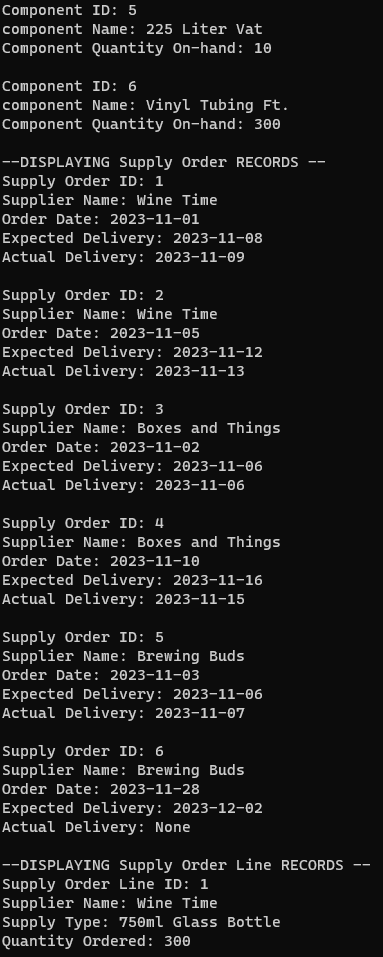 Component ID: 5
component Name: 225 Liter Vat
Component Quantity On-hand: 10
Component ID: 6
component Name: Vinyl Tubing Ft.
Component Quantity On-hand: 300
--DISPLAYING Supply Order RECORDS --
Supply Order ID: 1
Supplier Name: Wine Time
Order Date: 2023-11-01
Expected Delivery: 2023-11-08
Actual Delivery: 2023-11-09
Supply Order ID: 2
Supplier Name: Wine Time
Order Date: 2023-11-05
Expected Delivery: 2023-11-12
Actual Delivery: 2023-11-13
Supply Order ID: 3
Supplier Name: Boxes and Things
Order Date: 2023-11-02
Expected Delivery: 2023-11-06
Actual Delivery: 2023-11-06
Supply Order ID: 4
Supplier Name: Boxes and Things
Order Date: 2023-11-10
Expected Delivery: 2023-11-16
Actual Delivery: 2023-11-15
Supply Order ID: 5
Supplier Name: Brewing Buds
Order Date: 2023-11-03
Expected Delivery: 2023-11-06
Actual Delivery: 2023-11-07
Supply Order ID: 6
Supplier Name: Brewing Buds
Order Date: 2023-11-28
Expected Delivery: 2023-12-02
Actual Delivery: None
--DISPLAYING Supply Order Line RECORDS --
Supply Order Line ID: 1
Supplier Name: Wine Time
Supply Type: 750ml Glass Bottle
Quantity Ordered: 300